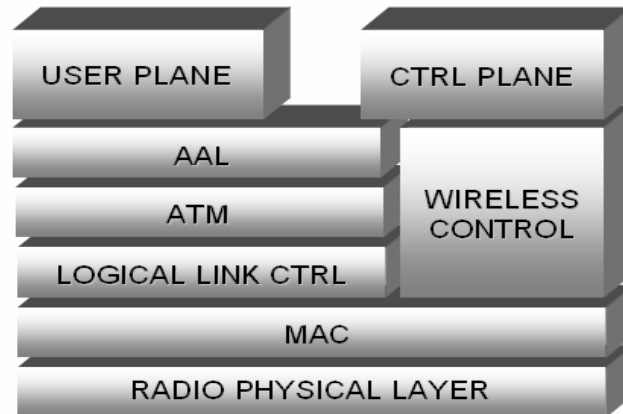 USER PLANE
CTRL PLANE
AAL
ATM
WIRELESS
CONTROL
LOGICAL LINK CTRL
MAC
RADIO PHYSICAL LAYER